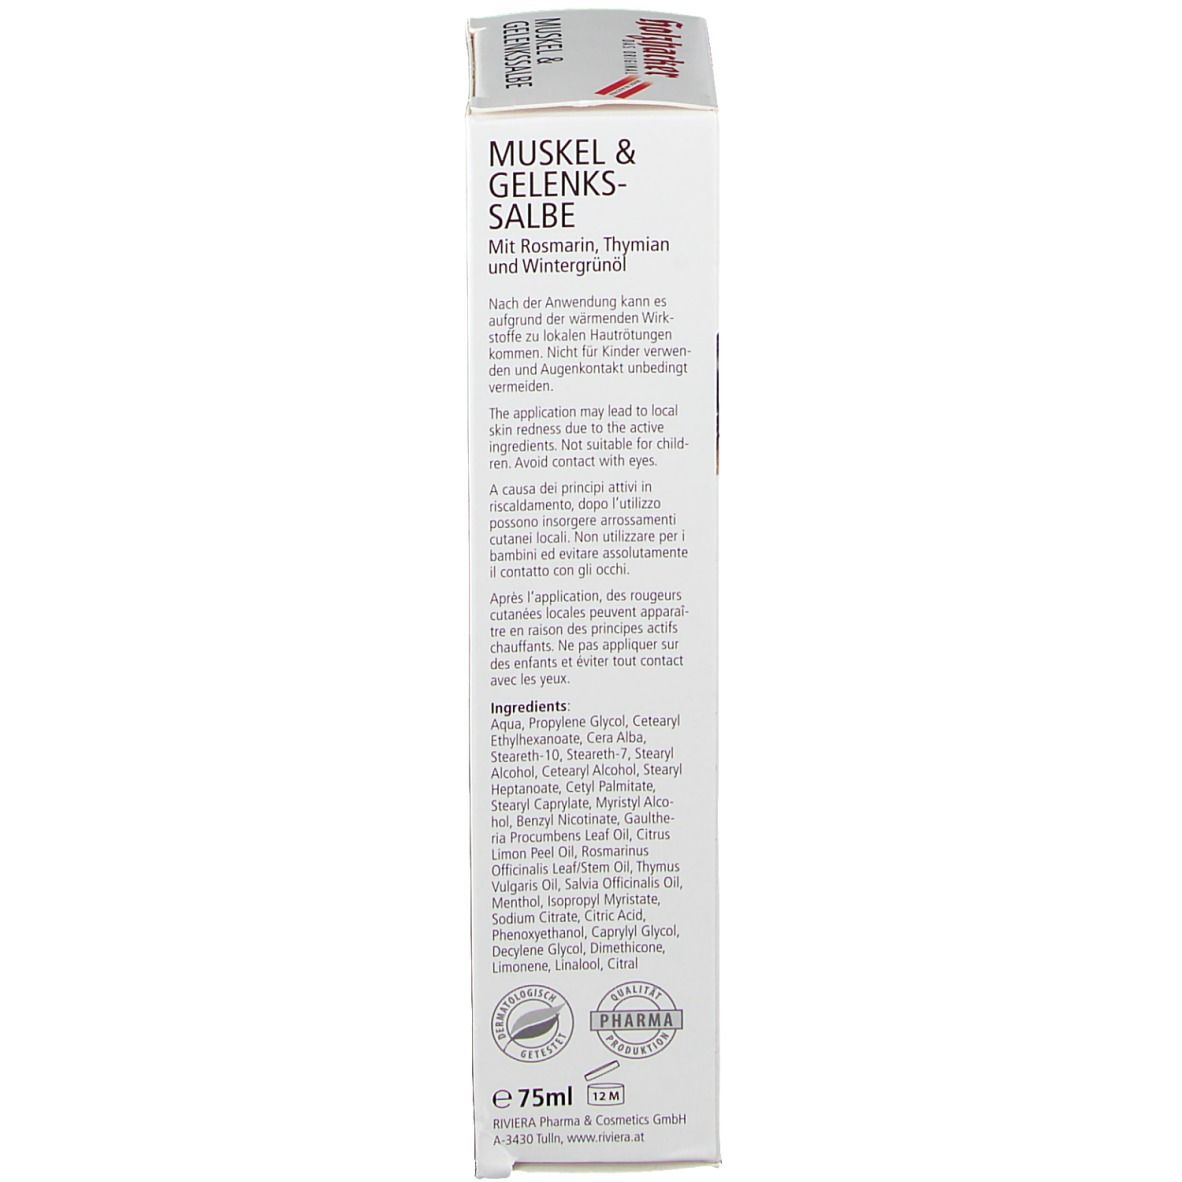 MUSKEL &
GELENKSSALBE
Holzhacker
DAS ORIGINAL
MUSKEL &
GELENKS-
SALBE
Mit Rosmarin, Thymian
und Wintergrünöl
Nach der Anwendung kann es
aufgrund der wärmenden Wirk-
stoffe zu lokalen Hautrötungen
kommen. Nicht für Kinder verwen-
den und Augenkontakt unbedingt
vermeiden.
The application may lead to local
skin redness due to the active
ingredients. Not suitable for child-
ren. Avoid contact with eyes.
A causa dei principi attivi in
riscaldamento, dopo l'utilizzo
possono insorgere arrossamenti
cutanei locali. Non utilizzare per i
bambini ed evitare assolutamente
il contatto con gli occhi.
Après l'application, des rougeurs
cutanées locales peuvent apparaî-
tre en raison des principes actifs
chauffants. Ne pas appliquer sur
des enfants et éviter tout contact
avec les yeux.
Ingredients:
Aqua, Propylene Glycol, Cetearyl
Ethylhexanoate, Cera Alba,
Steareth-10, Steareth-7, Stearyl
Alcohol, Cetearyl Alcohol, Stearyl
Heptanoate, Cetyl Palmitate,
Stearyl Caprylate, Myristyl Alco-
hol, Benzyl Nicotinate, Gaulthe-
ria Procumbens Leaf Oil, Citrus
Limon Peel Oil, Rosmarinus
Officinalis Leaf/Stem Oil, Thymus
Vulgaris Oil, Salvia Officinalis Oil,
Menthol, Isopropyl Myristate,
Sodium Citrate, Citric Acid,
Phenoxyethanol, Caprylyl Glycol,
Decylene Glycol, Dimethicone,
Limonene, Linalool, Citral
DERMATOLOGISCH
GETESTET
QUALITÄT
PHARMA
PRODUKTION
℮ 75ml
12 M
RIVIERA Pharma & Cosmetics GmbH
A-3430 Tulln, www.riviera.at